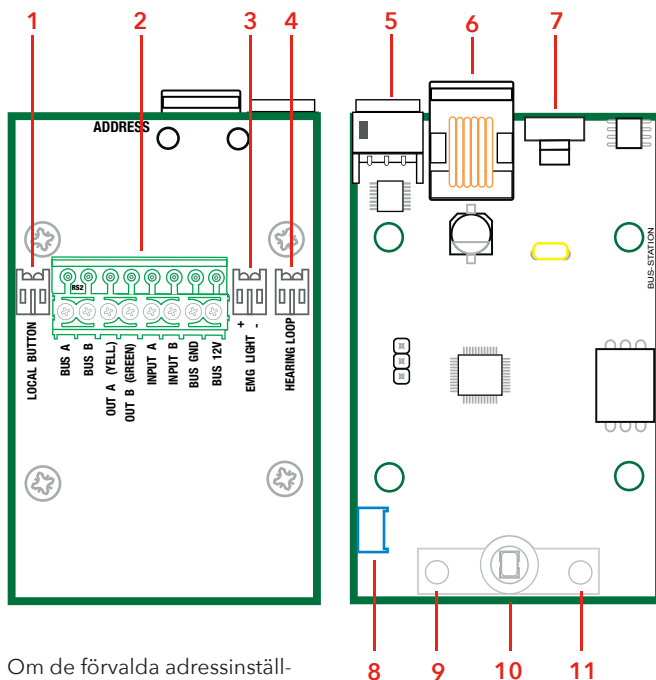 1 2 3 4 5 6 7
ADDRESS
RS2
+ -
LOCAL BUTTON
BUS A
BUS B
OUT A (YELL)
OUT B (GREEN)
INPUT A
INPUT B
BUS GND
BUS 12V
EMG LIGHT
HEARING LOOP
BUS-STATION
8 9 10 11
Om de förvalda adressinställ-